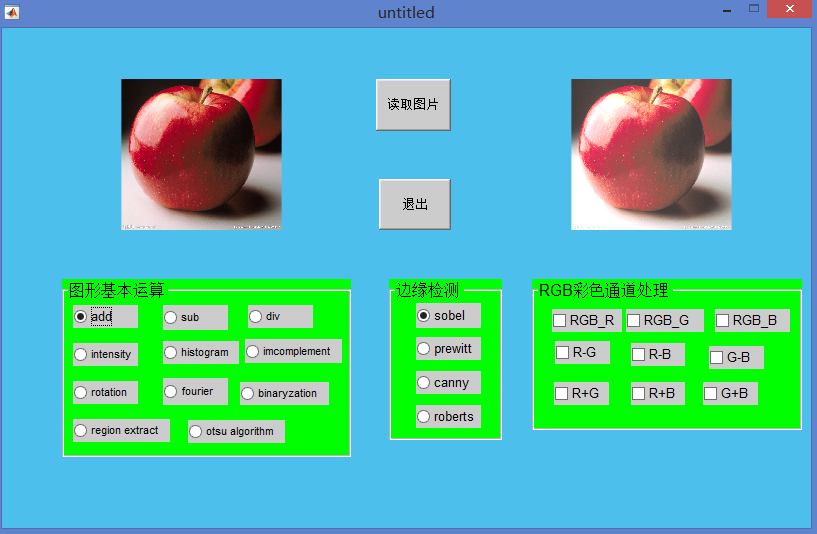 untitled
读取图片
退出
图形基本运算
add sub div
intensity histogram imcomplement
rotation fourier binaryzation
region extract otsu algorithm
边缘检测
sobel
prewitt
canny
roberts
RGB彩色通道处理
RGB_R RGB_G RGB_B
R-G R-B G-B
R+G R+B G+B